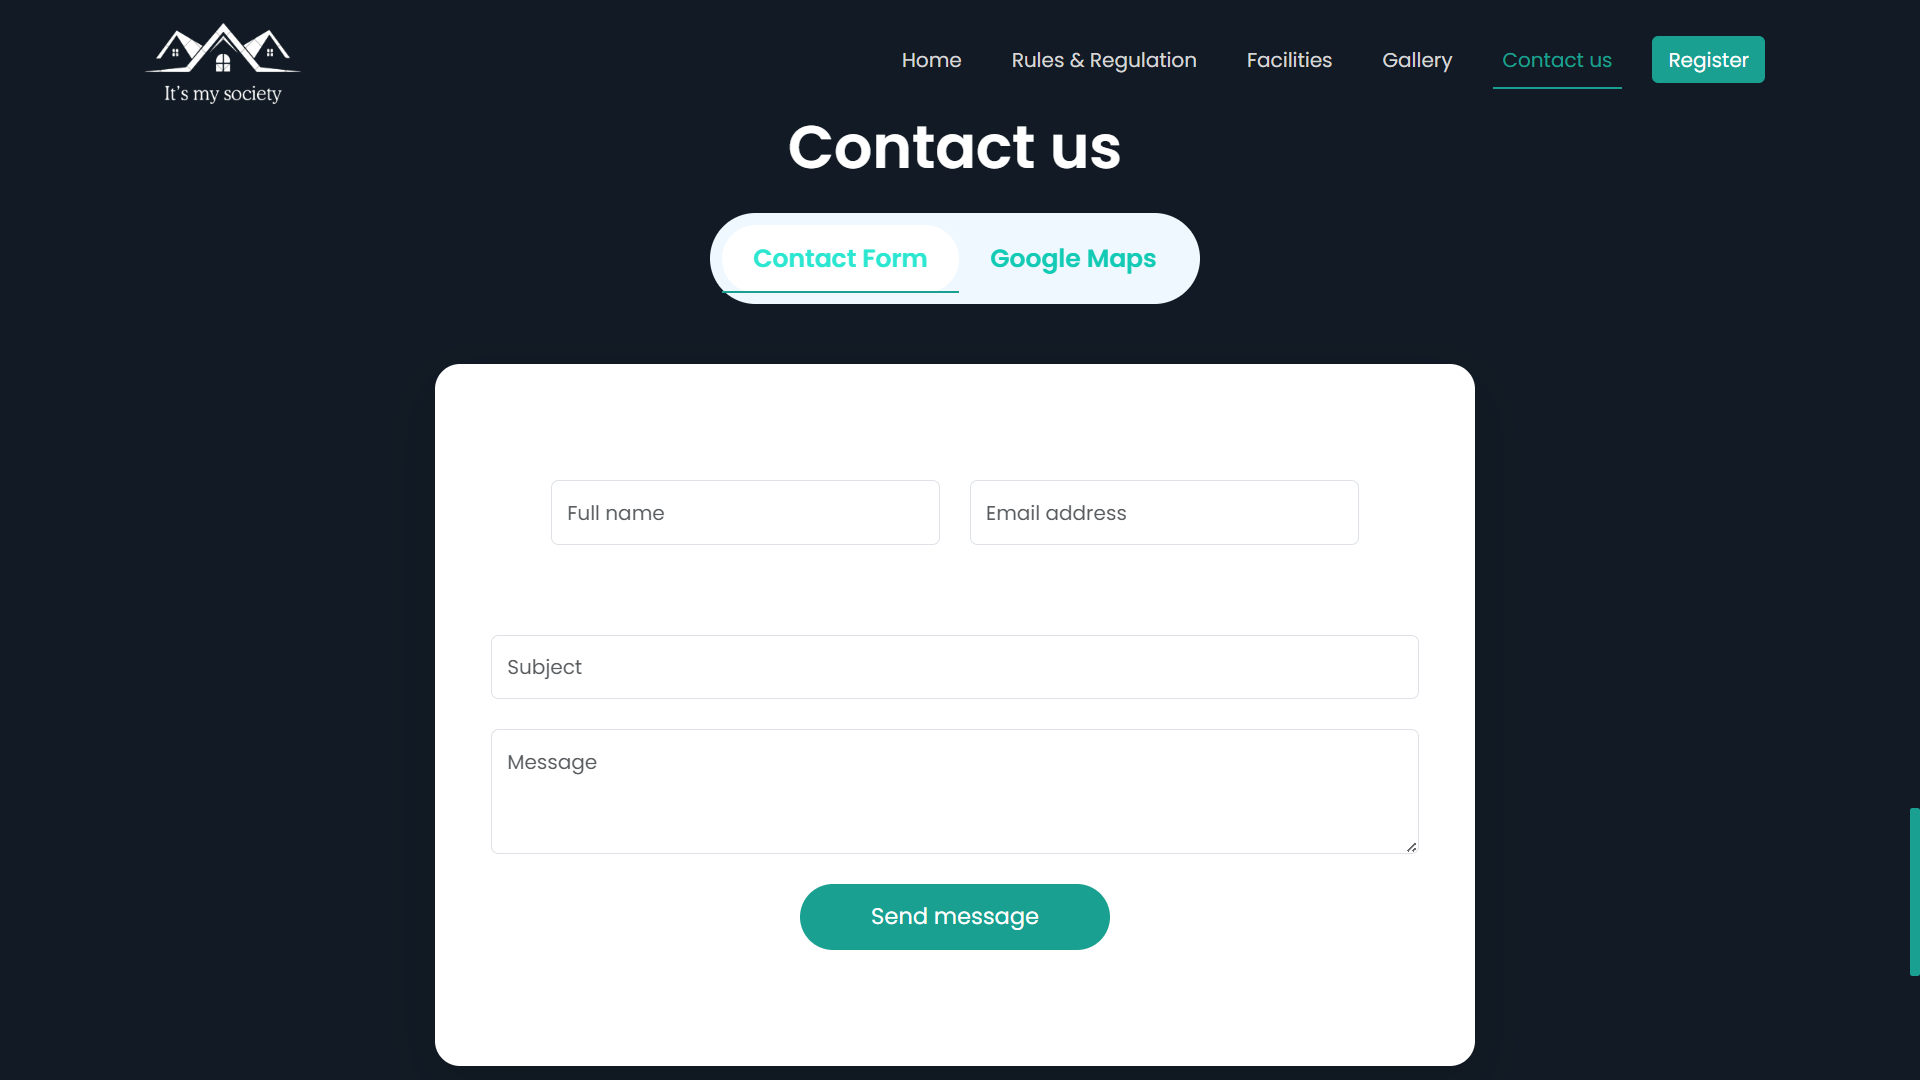 It's my society
Home Rules & Regulation Facilities Gallery Contact us Register
Contact us
Contact Form Google Maps
Full name Email address
Subject
Message
Send message